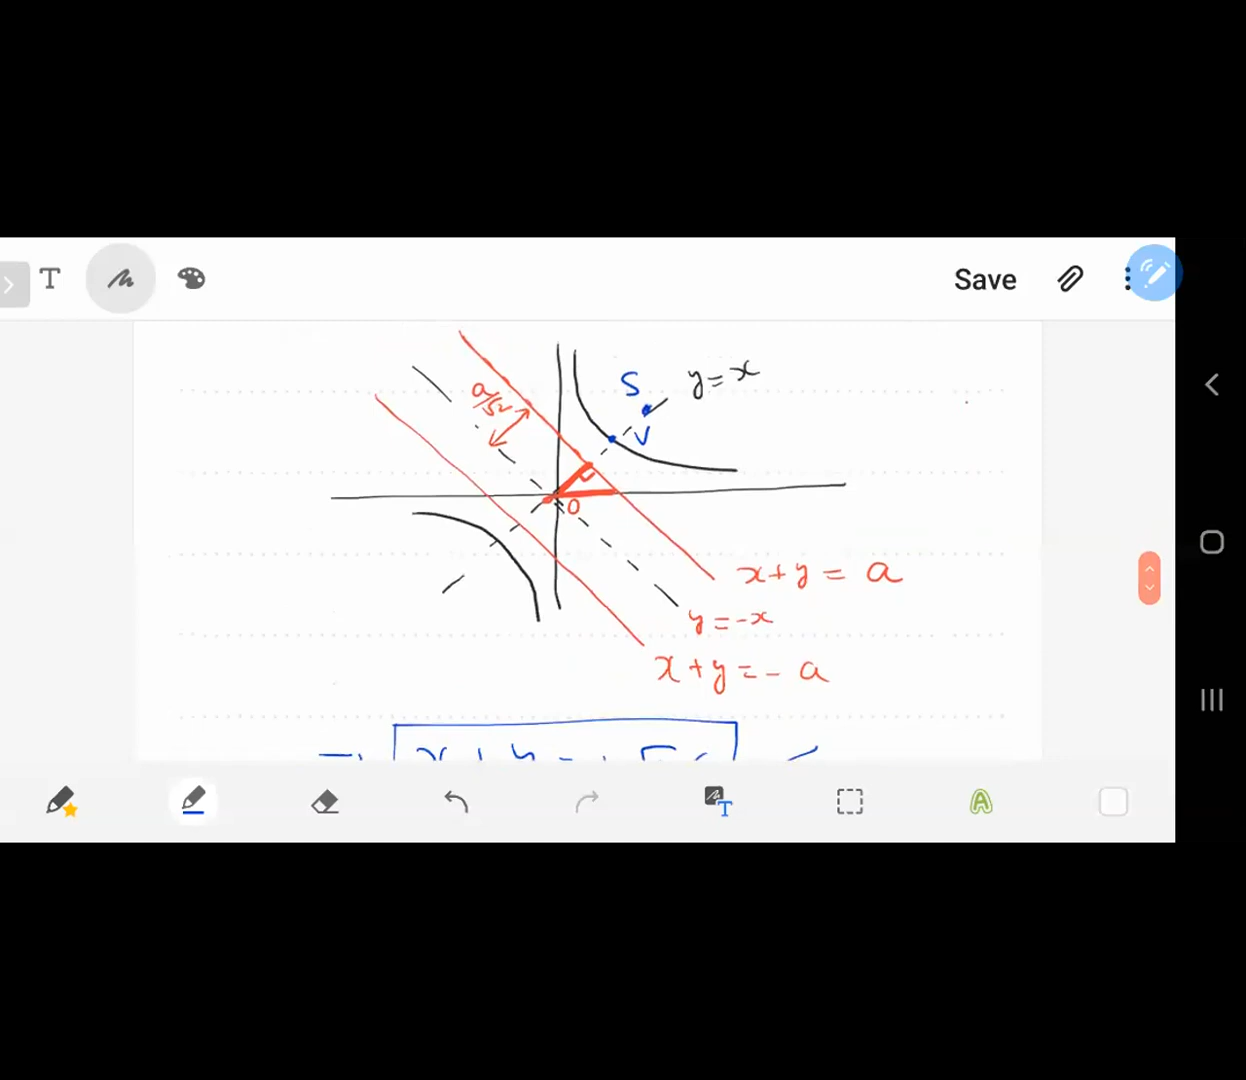 T
Save
S
y = x
a/√2
V
O
x + y = a
y = -x
x + y = - a